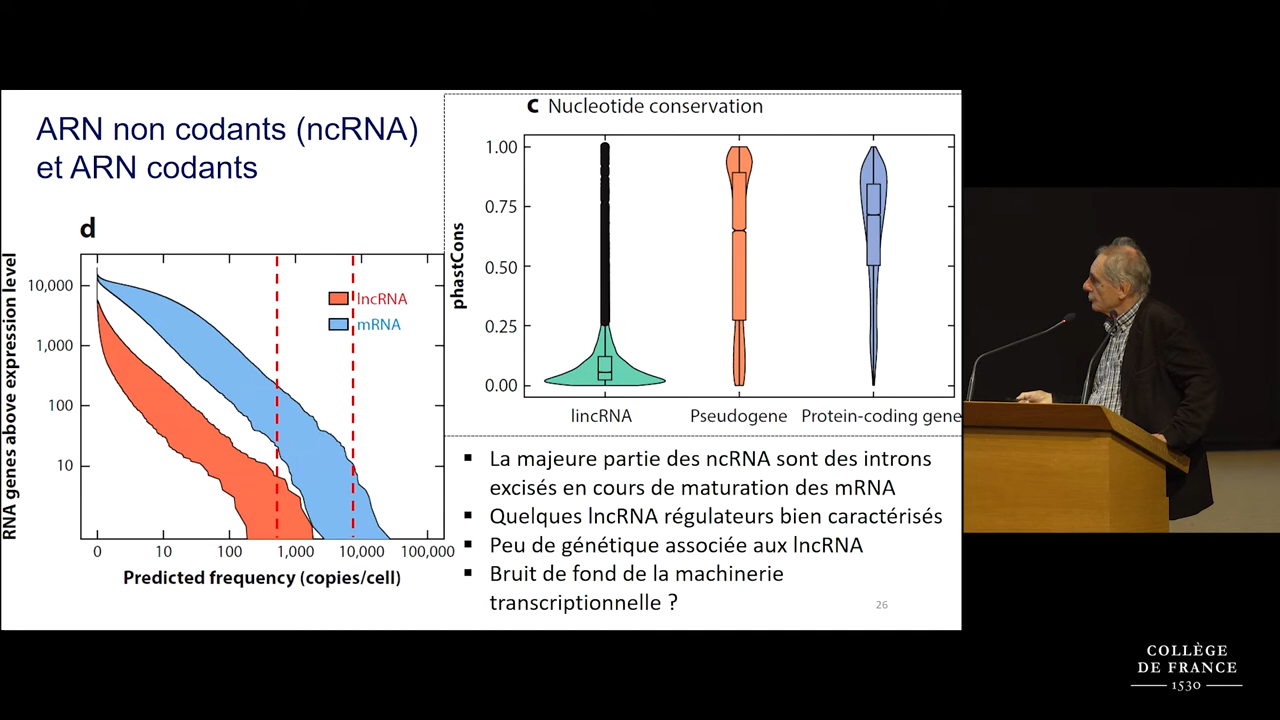 ARN non codants (ncRNA)
et ARN codants
d
RNA genes above expression level
10,000
1,000
100
10
lncRNA
mRNA
0
10
100
1,000
10,000
100,000
Predicted frequency (copies/cell)
c Nucleotide conservation
phastCons
1.00
0.75
0.50
0.25
0.00
lincRNA
Pseudogene
Protein-coding gene
▪ La majeure partie des ncRNA sont des introns
excisés en cours de maturation des mRNA
▪ Quelques lncRNA régulateurs bien caractérisés
▪ Peu de génétique associée aux lncRNA
▪ Bruit de fond de la machinerie
transcriptionnelle ?
26
COLLÈGE
DE FRANCE
1530